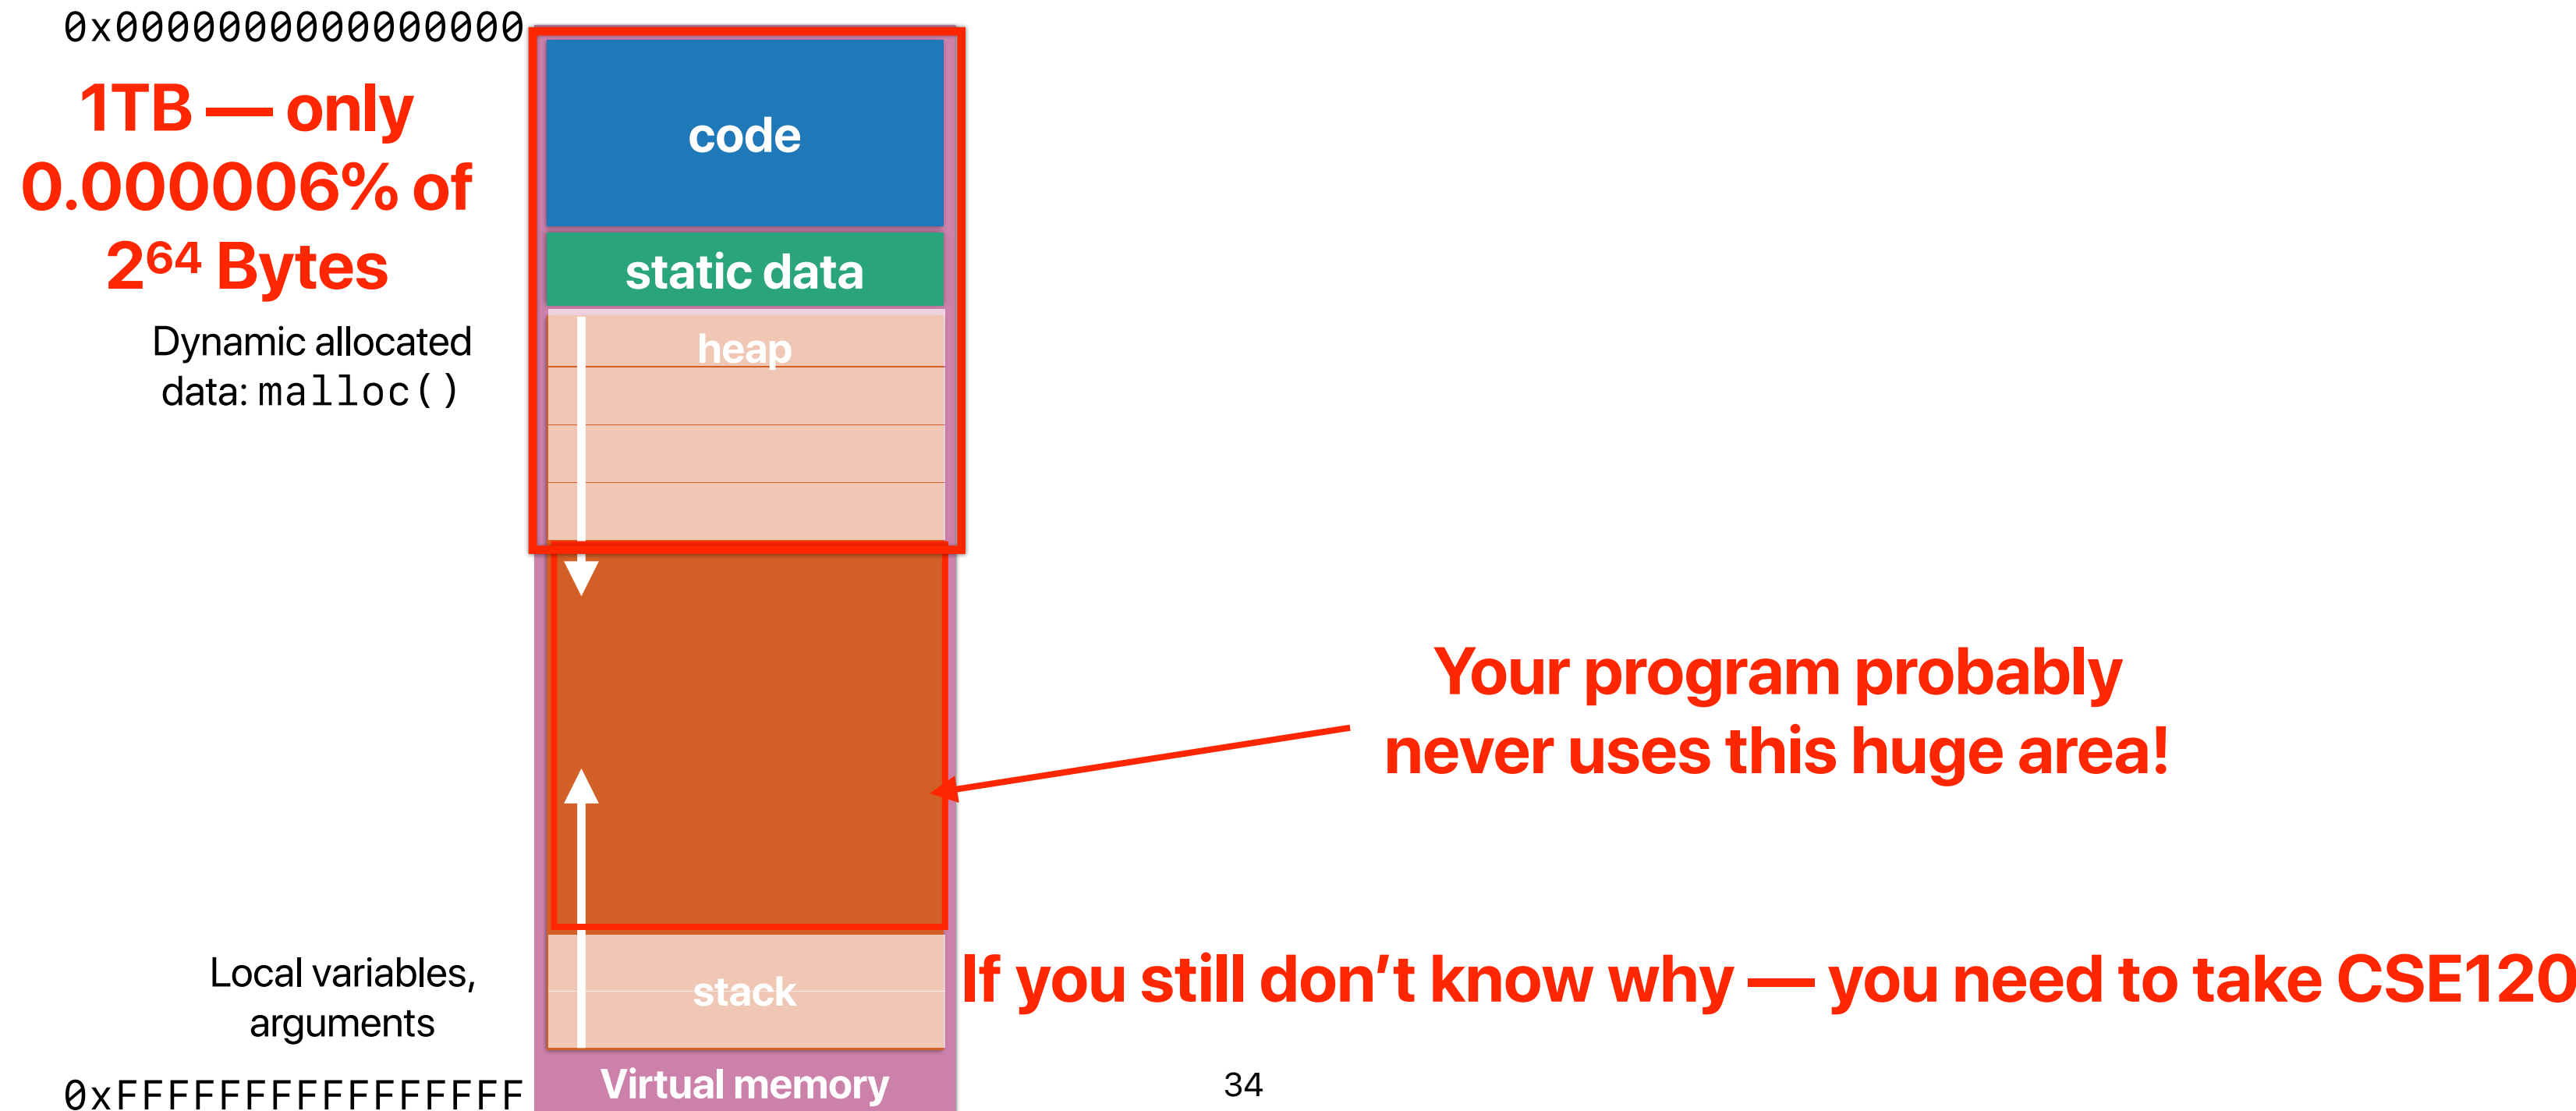 0x0000000000000000
1TB — only
0.000006% of
2⁶⁴ Bytes
code
static data
heap
Dynamic allocated
data: malloc()
Your program probably
never uses this huge area!
Local variables,
arguments
stack
If you still don’t know why — you need to take CSE120
Virtual memory
0xFFFFFFFFFFFFFFFF
34